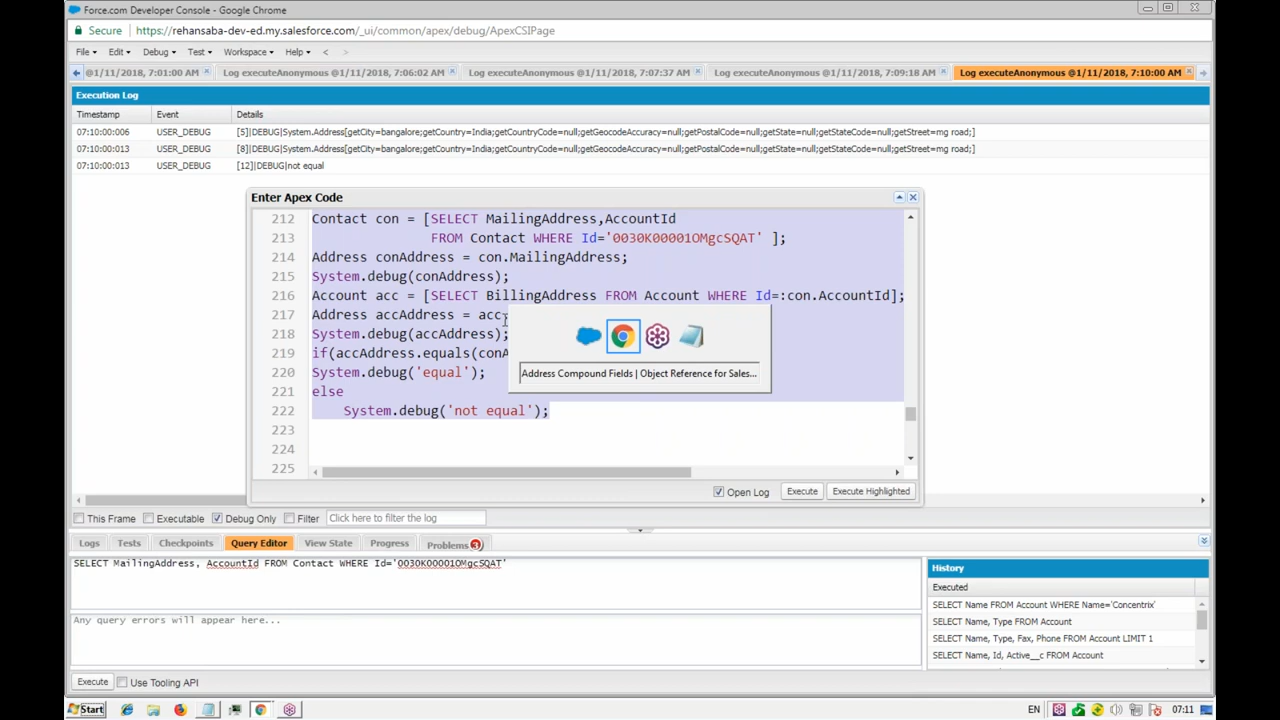 Force.com Developer Console - Google Chrome
Secure https://rehansaba-dev-ed.my.salesforce.com/_ui/common/apex/debug/ApexCSIPage
File Edit Debug Test Workspace Help < >
@1/11/2018, 7:01:00 AM Log executeAnonymous @1/11/2018, 7:06:02 AM Log executeAnonymous @1/11/2018, 7:07:37 AM Log executeAnonymous @1/11/2018, 7:09:18 AM Log executeAnonymous @1/11/2018, 7:10:00 AM
Execution Log
Timestamp Event Details
07:10:00:006 USER_DEBUG [5]|DEBUG|System.Address[getCity=bangalore;getCountry=India;getCountryCode=null;getGeocodeAccuracy=null;getPostalCode=null;getState=null;getStateCode=null;getStreet=mg road;]
07:10:00:013 USER_DEBUG [8]|DEBUG|System.Address[getCity=bangalore;getCountry=India;getCountryCode=null;getGeocodeAccuracy=null;getPostalCode=null;getState=null;getStateCode=null;getStreet=mg road;]
07:10:00:013 USER_DEBUG [12]|DEBUG|not equal
Enter Apex Code
212 Contact con = [SELECT MailingAddress,AccountId
213 FROM Contact WHERE Id='0030K00001OMgcSQAT' ];
214 Address conAddress = con.MailingAddress;
215 System.debug(conAddress);
216 Account acc = [SELECT BillingAddress FROM Account WHERE Id=:con.AccountId];
217 Address accAddress = acc
218 System.debug(accAddress);
219 if(accAddress.equals(conA
220 System.debug('equal');
221 else
222 System.debug('not equal');
223
224
225
Address Compound Fields | Object Reference for Sales...
Open Log Execute Execute Highlighted
This Frame Executable Debug Only Filter Click here to filter the log
Logs Tests Checkpoints Query Editor View State Progress Problems 3
SELECT MailingAddress, AccountId FROM Contact WHERE Id='0030K00001OMgcSQAT'
Any query errors will appear here...
History
Executed
SELECT Name FROM Account WHERE Name='Concentrix'
SELECT Name, Type FROM Account
SELECT Name, Type, Fax, Phone FROM Account LIMIT 1
SELECT Name, Id, Active__c FROM Account
Execute Use Tooling API
Start EN 07:11